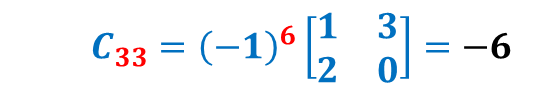 C₃₃ = (−1)⁶ [1 3
2 0] = −6